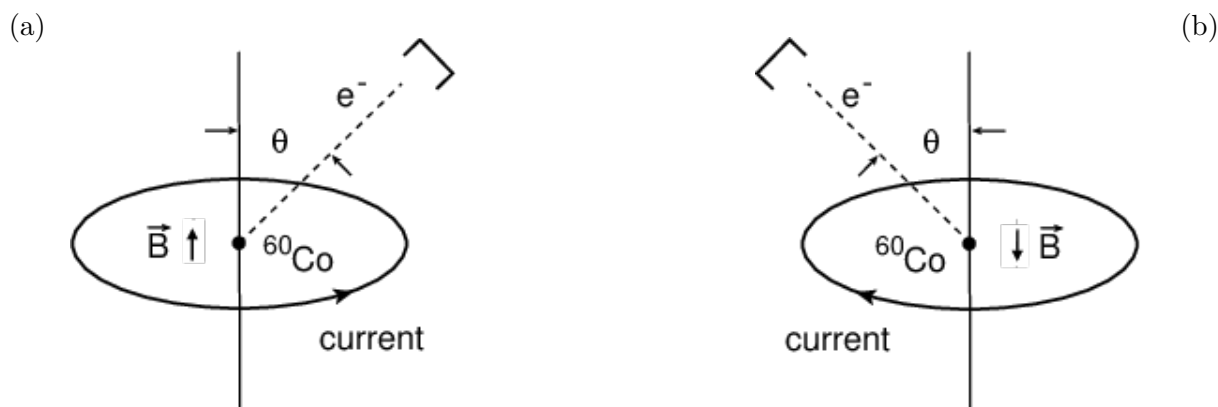 (a) (b)
e⁻ e⁻
θ θ
B⃗ ⁶⁰Co ⁶⁰Co B⃗
current current